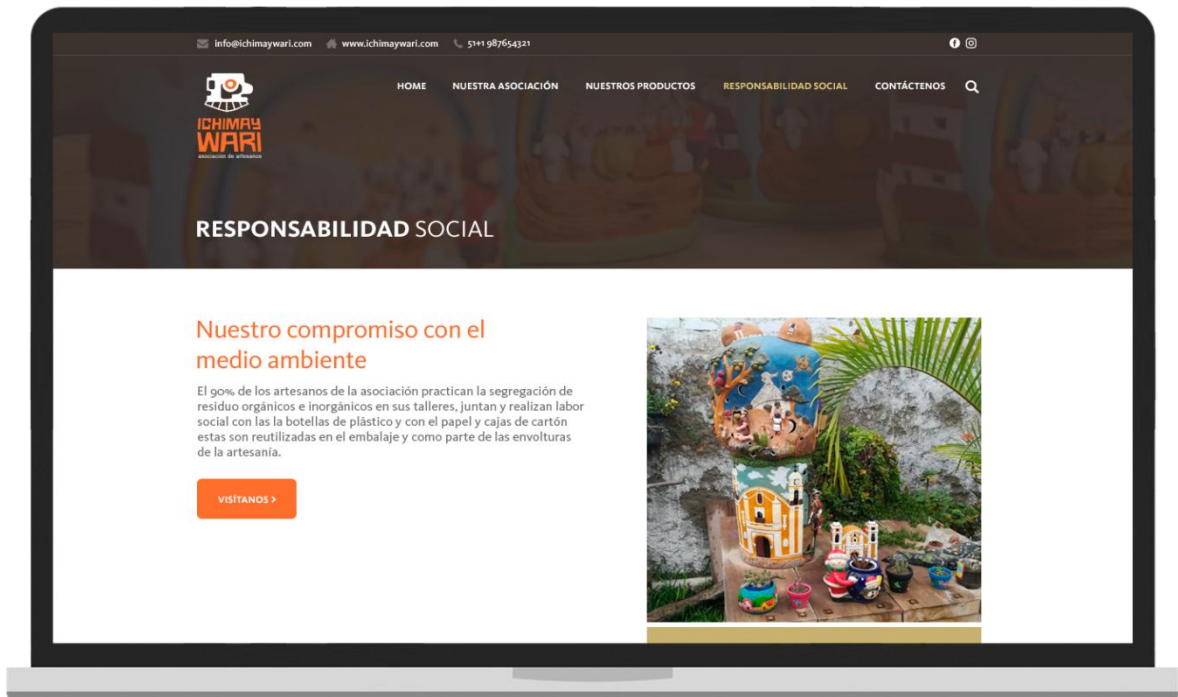 info@ichimaywari.com www.ichimaywari.com 51+1 987654321
ICHIMAY
WARI
asociación de artesanos
HOME NUESTRA ASOCIACIÓN NUESTROS PRODUCTOS RESPONSABILIDAD SOCIAL CONTÁCTENOS
RESPONSABILIDAD SOCIAL
Nuestro compromiso con el
medio ambiente
El 90% de los artesanos de la asociación practican la segregación de
residuo orgánicos e inorgánicos en sus talleres, juntan y realizan labor
social con las la botellas de plástico y con el papel y cajas de cartón
estas son reutilizadas en el embalaje y como parte de las envolturas
de la artesanía.
VISÍTANOS >